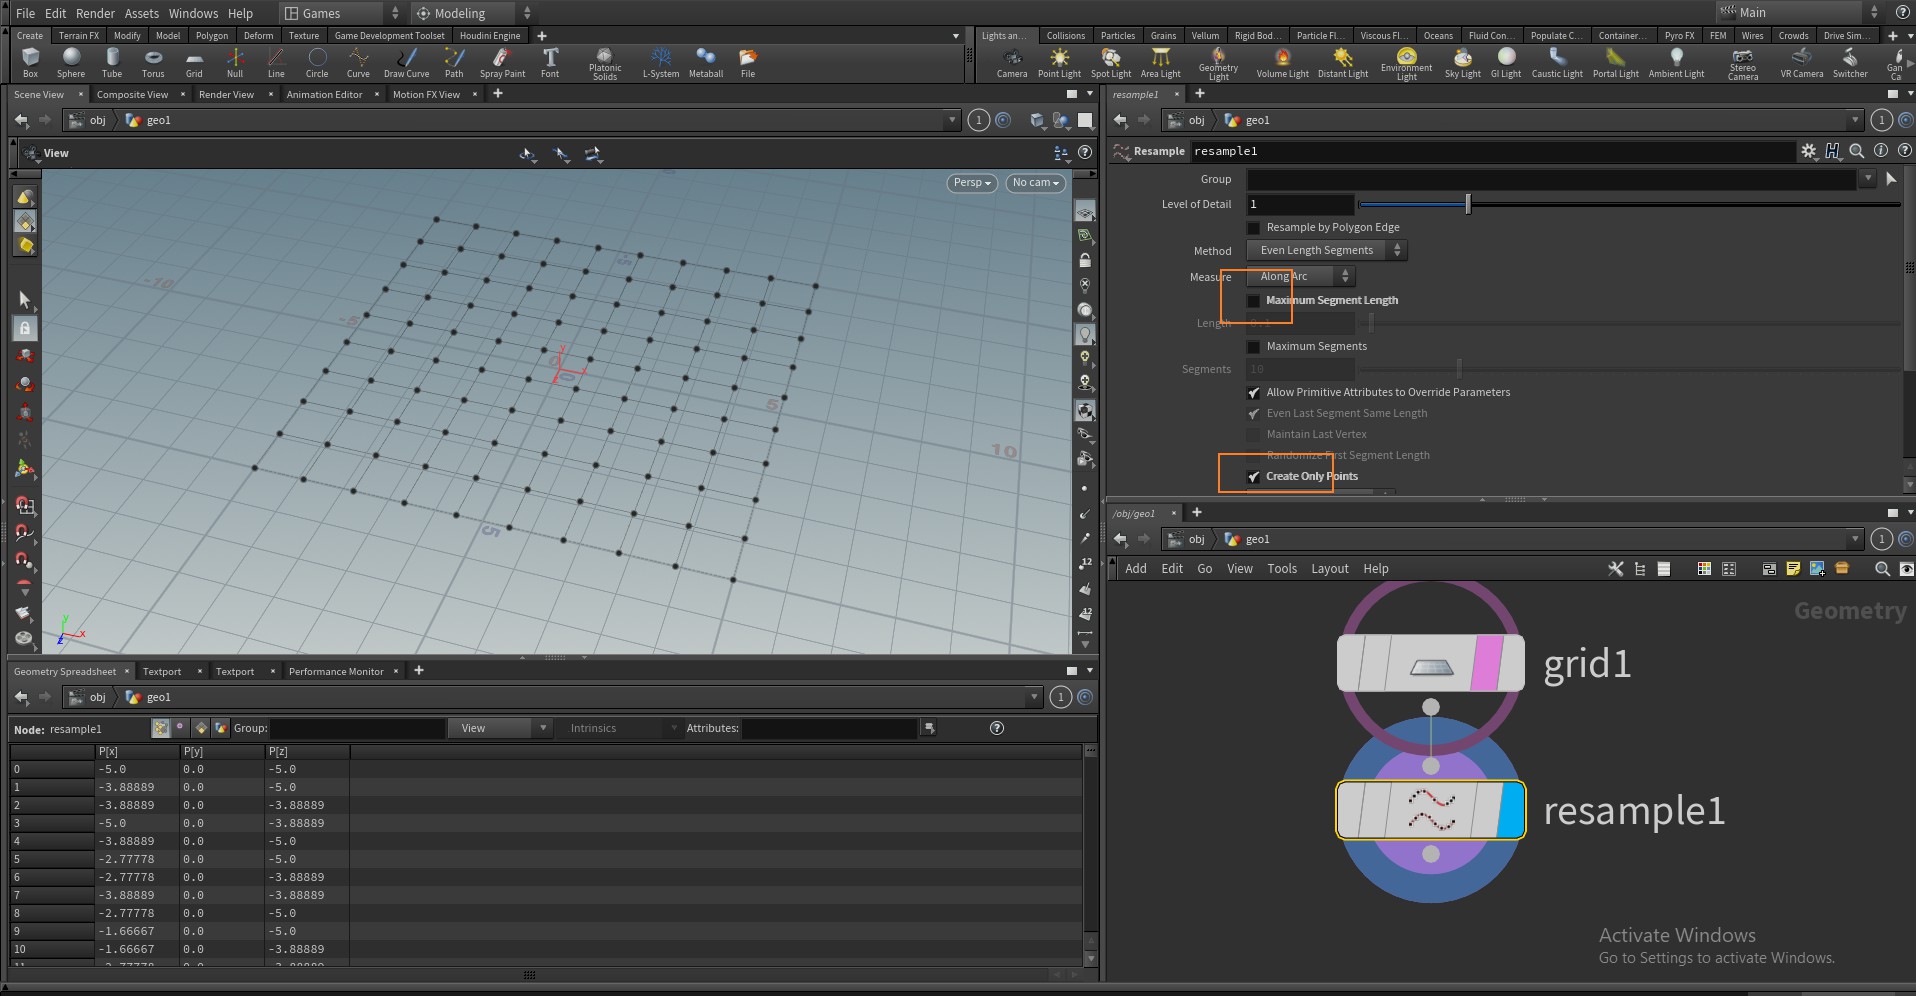 File Edit Render Assets Windows Help Games Modeling Main
Create Terrain FX Modify Model Polygon Deform Texture Game Development Toolset Houdini Engine
Lights an... Collisions Particles Grains Vellum Rigid Bod... Particle Fl... Viscous Fl... Oceans Fluid Con... Populate C... Container... Pyro FX FEM Wires Crowds Drive Sim...
Box Sphere Tube Torus Grid Null Line Circle Curve Draw Curve Path Spray Paint Font Platonic Solids L-System Metaball File
Camera Point Light Spot Light Area Light Geometry Light Volume Light Distant Light Environment Light Sky Light GI Light Caustic Light Portal Light Ambient Light Stereo Camera VR Camera Switcher Gan Ca
Scene View Composite View Render View Animation Editor Motion FX View
obj geo1 1
View
Persp No cam
-10
-5
0
5
10
5
y
x
z
12
12
y
x
z
resample1
obj geo1 1
Resample resample1
Group
Level of Detail 1
Resample by Polygon Edge
Method Even Length Segments
Measure Along Arc
Maximum Segment Length
Length 0.1
Maximum Segments
Segments 10
Allow Primitive Attributes to Override Parameters
Even Last Segment Same Length
Maintain Last Vertex
Randomize First Segment Length
Create Only Points
/obj/geo1
obj geo1 1
Add Edit Go View Tools Layout Help
Geometry
grid1
resample1
Activate Windows
Go to Settings to activate Windows.
Geometry Spreadsheet Textport Textport Performance Monitor
obj geo1 1
Node: resample1 Group: View Intrinsics Attributes:
P[x] P[y] P[z]
0 -5.0 0.0 -5.0
1 -3.88889 0.0 -5.0
2 -3.88889 0.0 -3.88889
3 -5.0 0.0 -3.88889
4 -3.88889 0.0 -5.0
5 -2.77778 0.0 -5.0
6 -2.77778 0.0 -3.88889
7 -3.88889 0.0 -3.88889
8 -2.77778 0.0 -5.0
9 -1.66667 0.0 -5.0
10 -1.66667 0.0 -3.88889
11 -2.77778 0.0 -3.88889